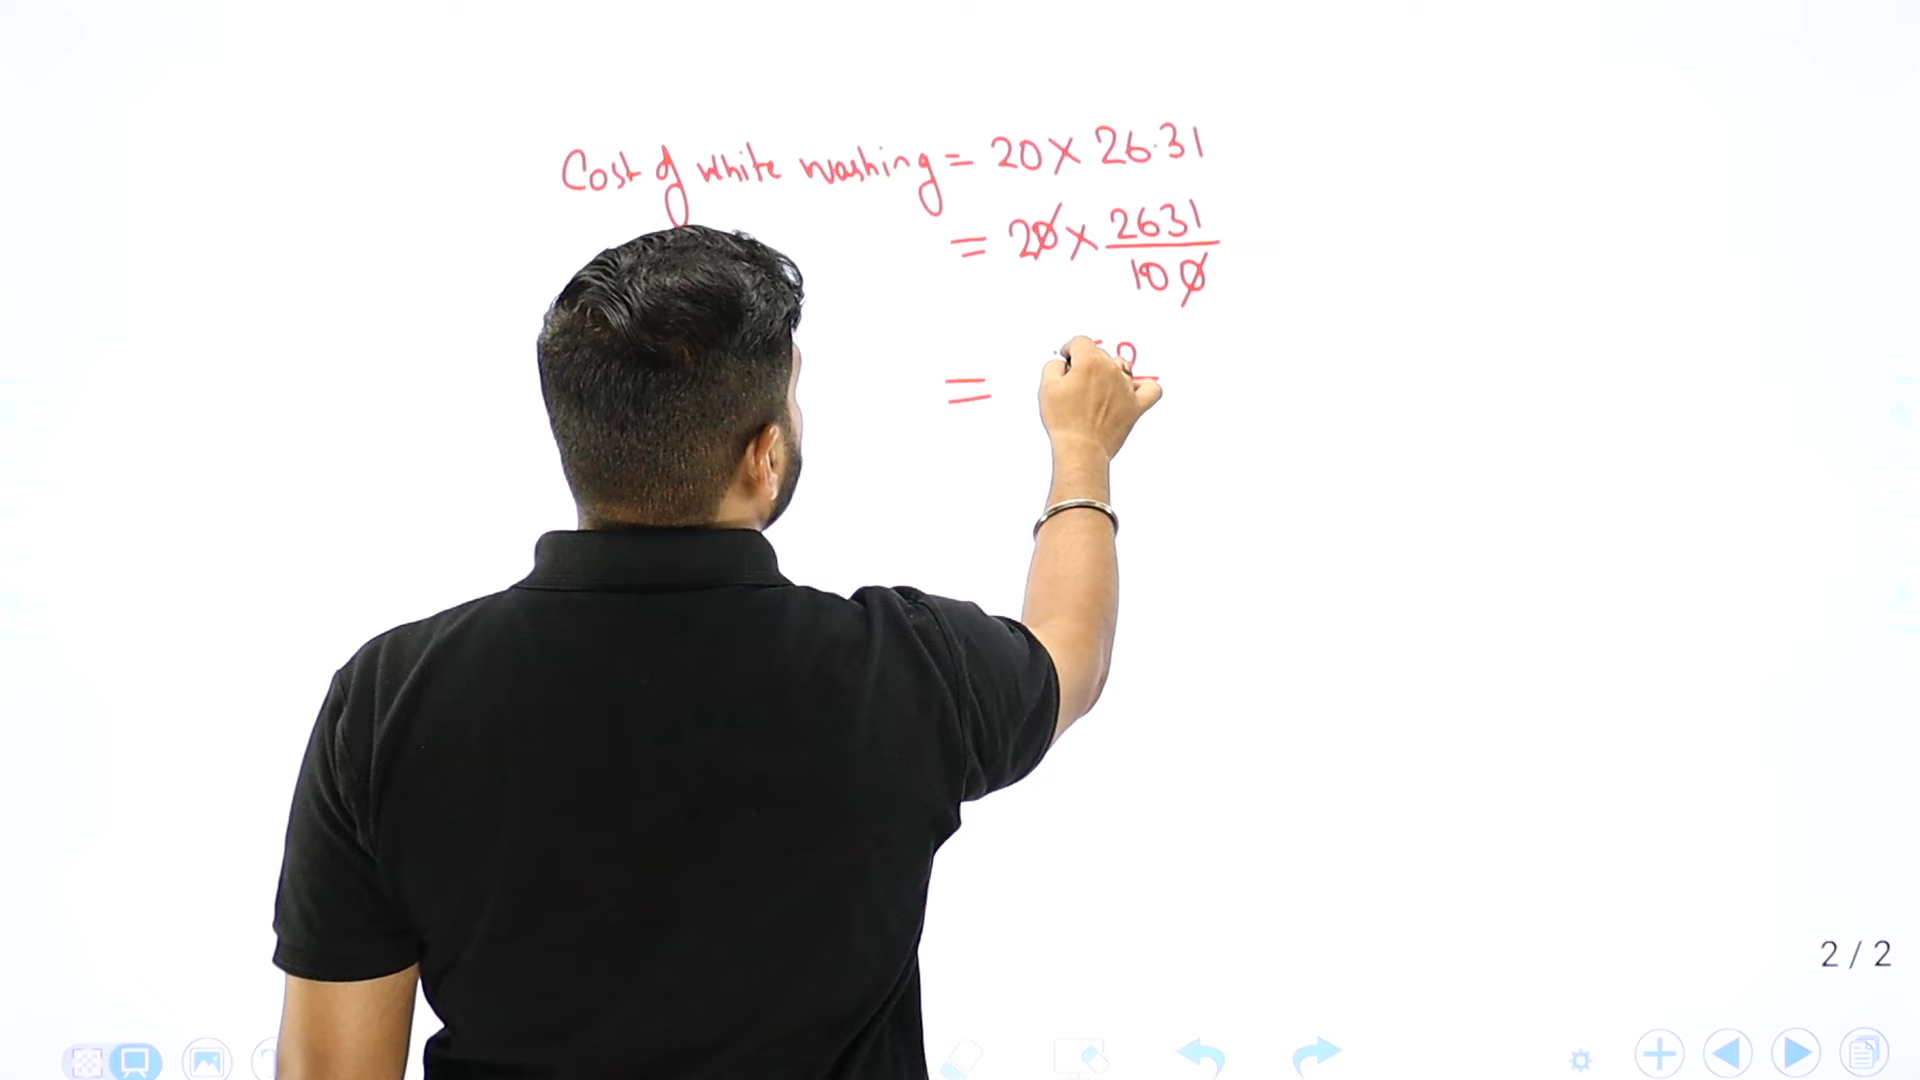 Cost of white washing = 20 × 26.31
= 20 × 2631
100
=
2 / 2